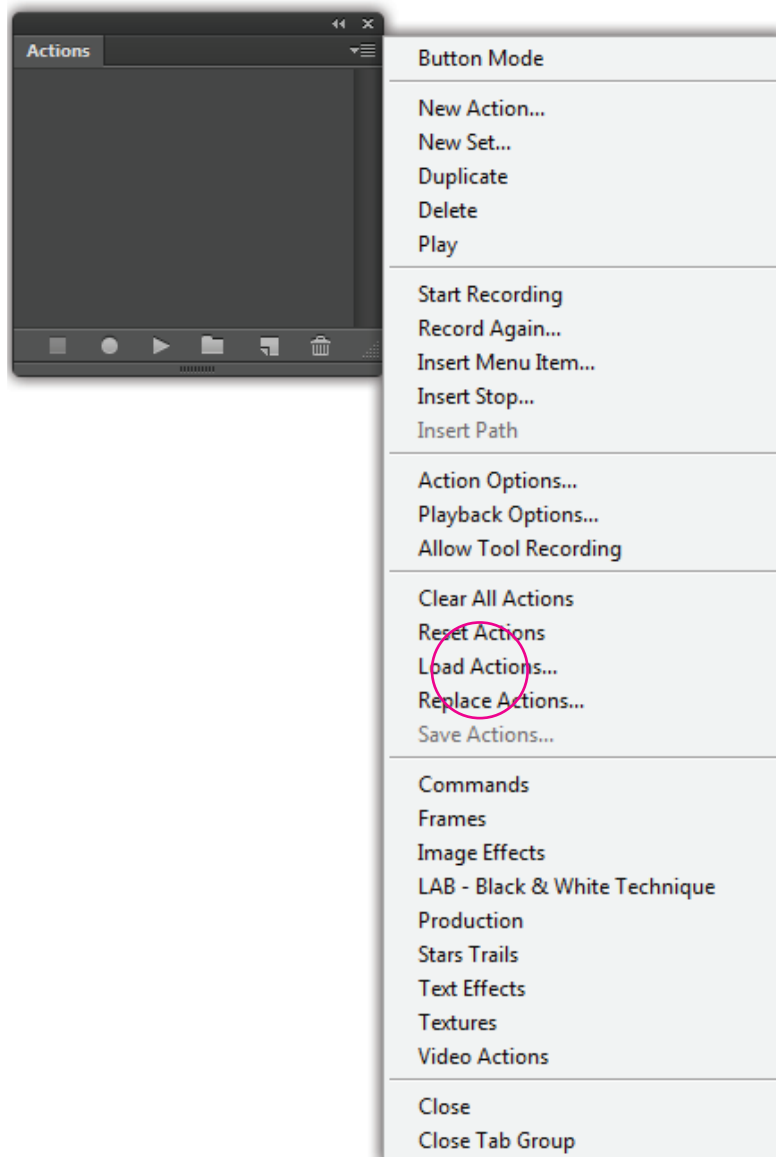 Actions
Button Mode
New Action...
New Set...
Duplicate
Delete
Play
Start Recording
Record Again...
Insert Menu Item...
Insert Stop...
Insert Path
Action Options...
Playback Options...
Allow Tool Recording
Clear All Actions
Reset Actions
Load Actions...
Replace Actions...
Save Actions...
Commands
Frames
Image Effects
LAB - Black & White Technique
Production
Stars Trails
Text Effects
Textures
Video Actions
Close
Close Tab Group